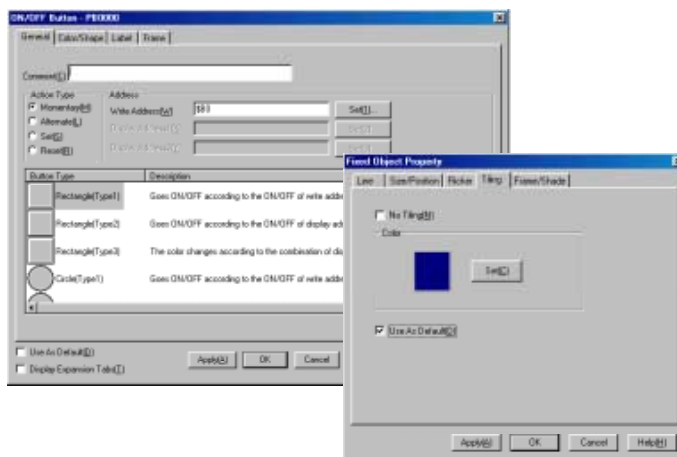 ON/OFF Button - PB0000
General Color/Shape Label Frame
Comment(C)
Action Type
Address
Momentary(M)
Alternate(L)
Set(S)
Reset(R)
Write Address(W)
Set(1)...
Button Type Description
Rectangle(Type1) Goes ON/OFF according to the ON/OFF of write addre
Rectangle(Type2) Goes ON/OFF according to the ON/OFF of display ad
Rectangle(Type3) The color changes according to the combination of dis
Circle(Type1) Goes ON/OFF according to the ON/OFF of write addre
Use As Default(D)
Display Expansion Tabs(T)
Apply(A) OK Cancel
Fixed Object Property
Line Size/Position Flicker Tiling Frame/Shade
No Tiling(N)
Color
Set(C)
Use As Default(D)
Apply(A) OK Cancel Help(H)